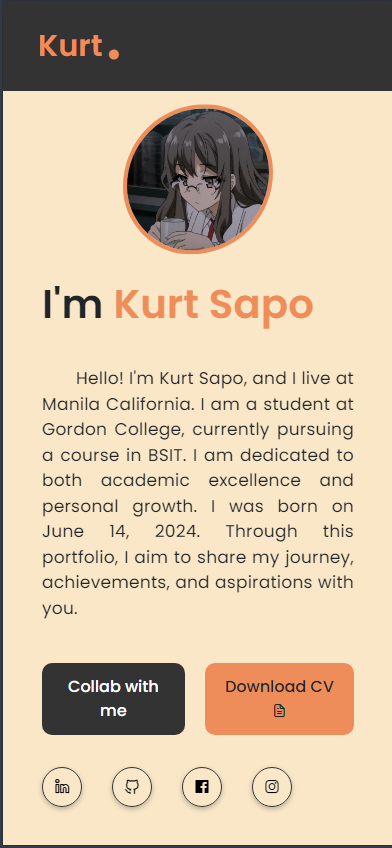 Kurt.
I'm Kurt Sapo
Hello! I'm Kurt Sapo, and I live at
Manila California. I am a student at
Gordon College, currently pursuing
a course in BSIT. I am dedicated to
both academic excellence and
personal growth. I was born on
June 14, 2024. Through this
portfolio, I aim to share my journey,
achievements, and aspirations with
you.
Collab with
me
Download CV